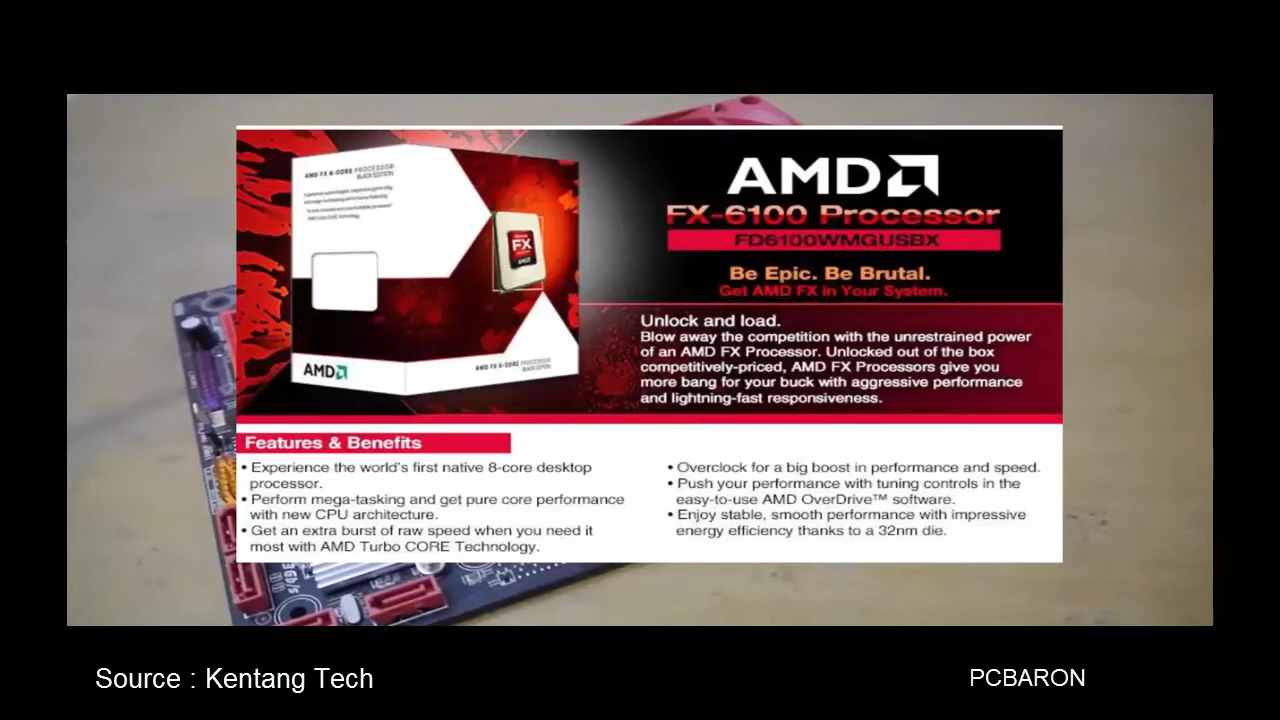 AMD
FX-6100 Processor
FD6100WMGUSBX
Be Epic. Be Brutal.
Get AMD FX in Your System.
AMD FX 6-CORE PROCESSOR
BLACK EDITION
FX
AMD
AMD
AMD FX 6-CORE PROCESSOR
BLACK EDITION
Unlock and load.
Blow away the competition with the unrestrained power
of an AMD FX Processor. Unlocked out of the box
competitively-priced, AMD FX Processors give you
more bang for your buck with aggressive performance
and lightning-fast responsiveness.
Features & Benefits
• Experience the world's first native 8-core desktop
processor.
• Perform mega-tasking and get pure core performance
with new CPU architecture.
• Get an extra burst of raw speed when you need it
most with AMD Turbo CORE Technology.
• Overclock for a big boost in performance and speed.
• Push your performance with tuning controls in the
easy-to-use AMD OverDrive™ software.
• Enjoy stable, smooth performance with impressive
energy efficiency thanks to a 32nm die.
Source : Kentang Tech
PCBARON